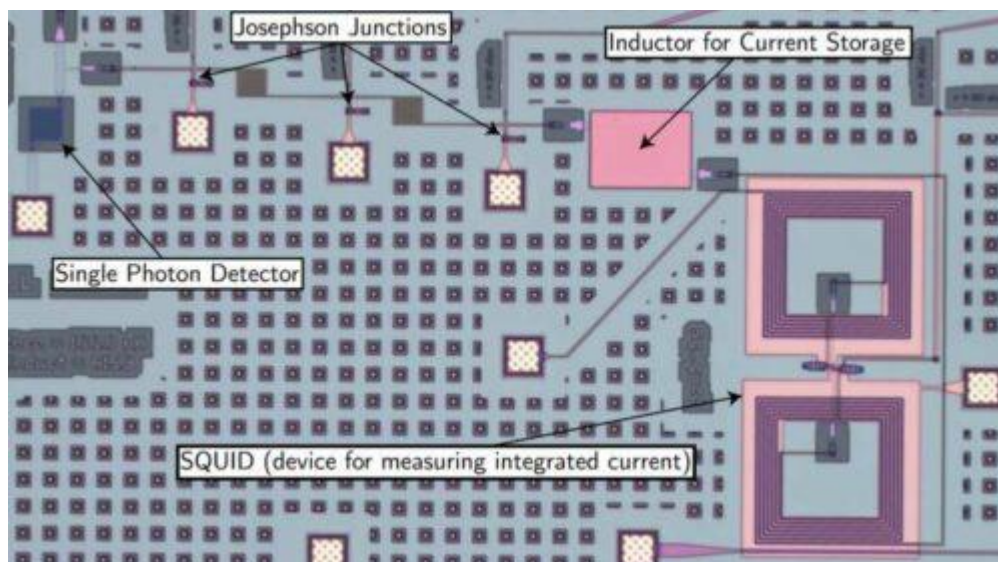 Josephson Junctions
Inductor for Current Storage
Single Photon Detector
SQUID (device for measuring integrated current)